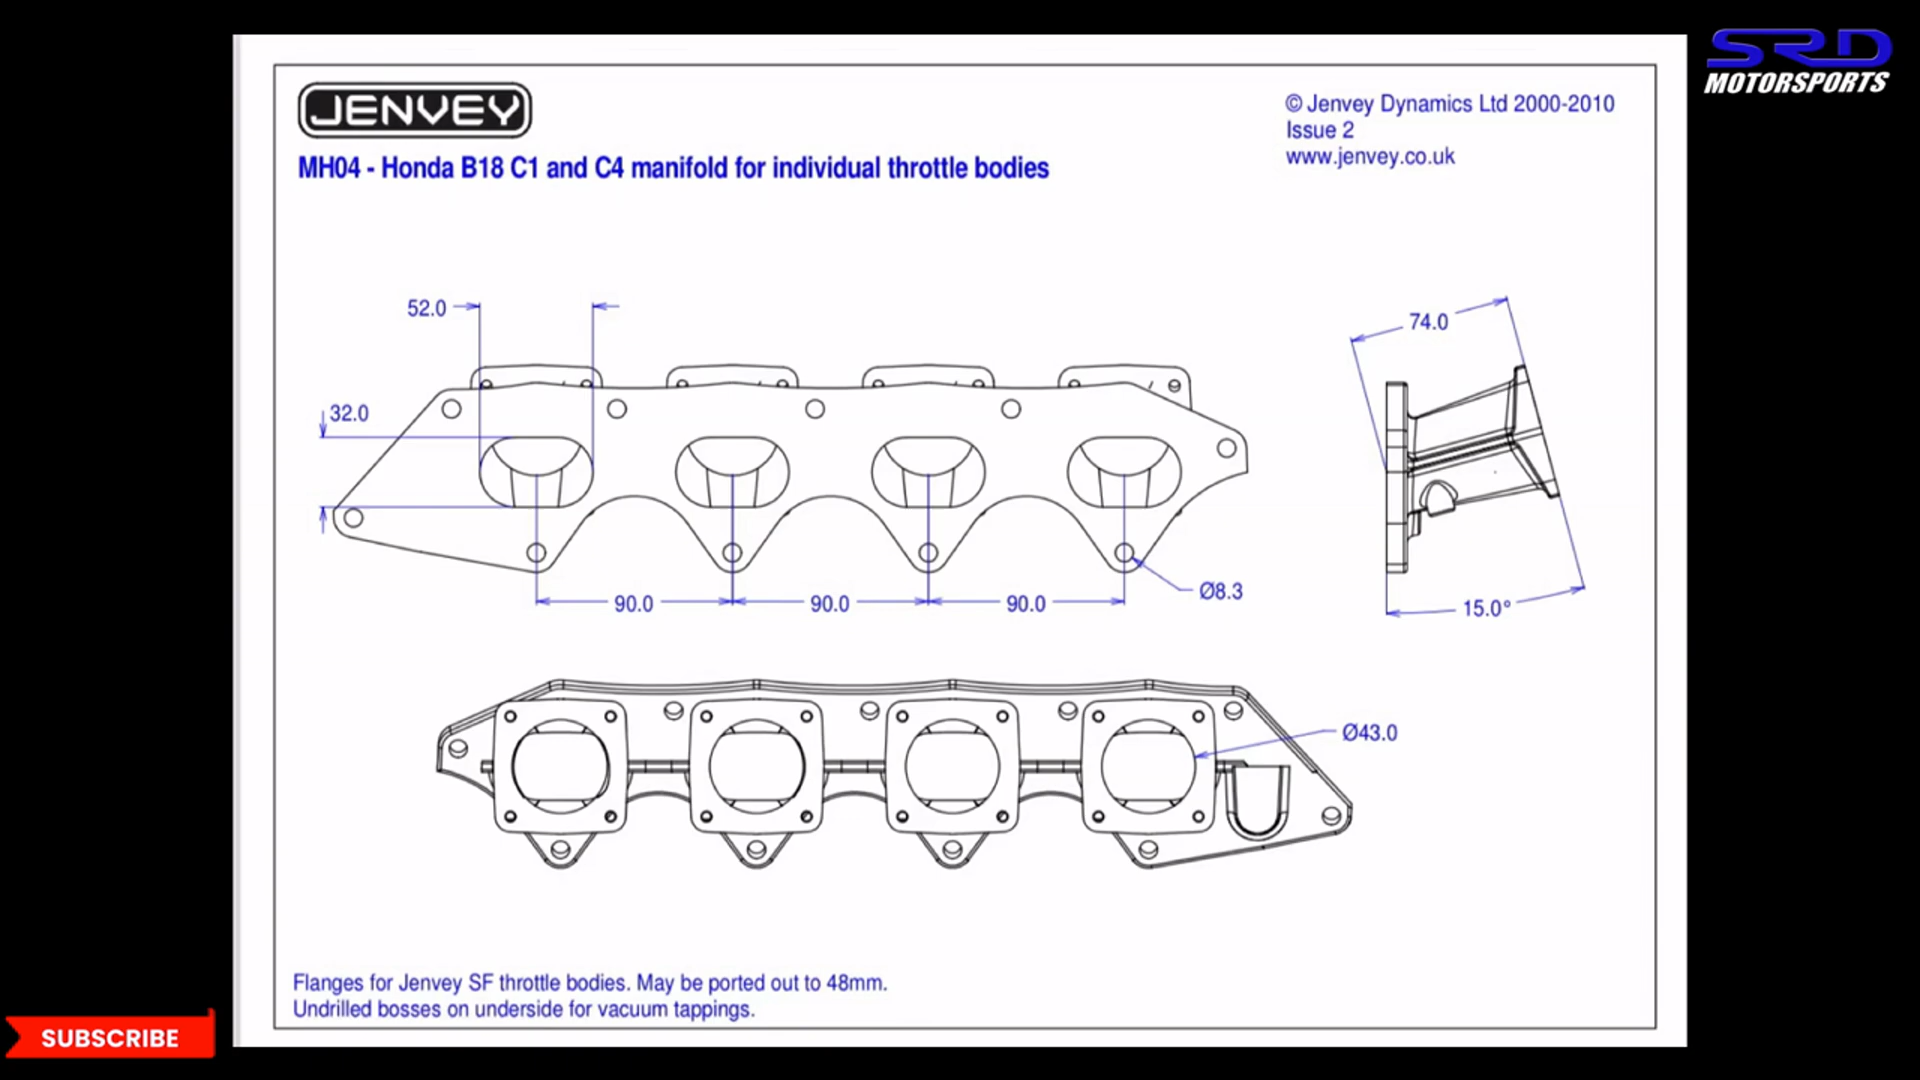 SRD
MOTORSPORTS
JENVEY
© Jenvey Dynamics Ltd 2000-2010
Issue 2
www.jenvey.co.uk
MH04 - Honda B18 C1 and C4 manifold for individual throttle bodies
52.0
74.0
32.0
90.0
90.0
90.0
Ø8.3
15.0°
Ø43.0
Flanges for Jenvey SF throttle bodies. May be ported out to 48mm.
Undrilled bosses on underside for vacuum tappings.
SUBSCRIBE